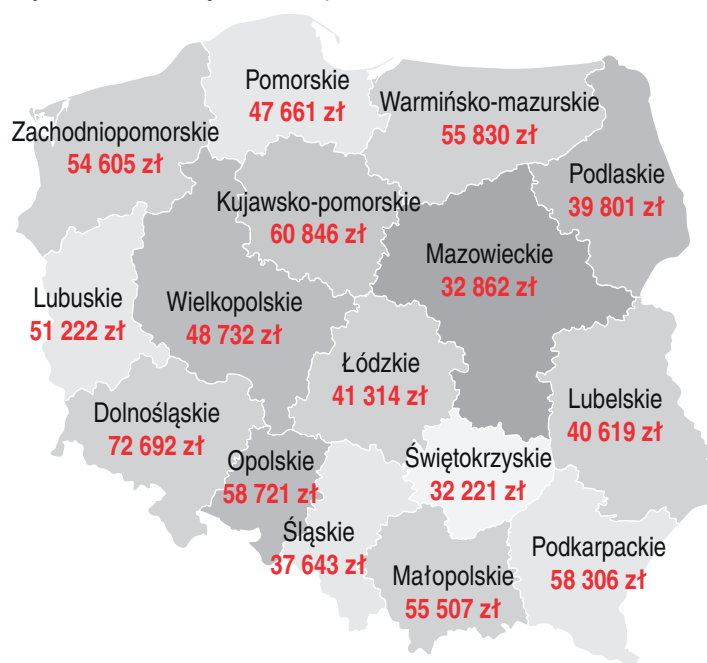 Pomorskie
47 661 zł
Warmińsko-mazurskie
55 830 zł
Zachodniopomorskie
54 605 zł
Podlaskie
39 801 zł
Kujawsko-pomorskie
60 846 zł
Mazowieckie
32 862 zł
Lubuskie
51 222 zł
Wielkopolskie
48 732 zł
Łódzkie
41 314 zł
Lubelskie
40 619 zł
Dolnośląskie
72 692 zł
Opolskie
58 721 zł
Świętokrzyskie
32 221 zł
Śląskie
37 643 zł
Podkarpackie
58 306 zł
Małopolskie
55 507 zł